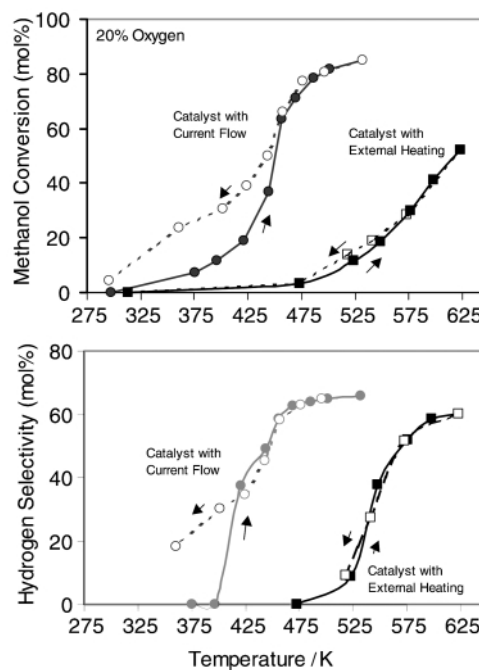 100
80
60
40
20
0
Methanol Conversion (mol%)
20% Oxygen
Catalyst with
Current Flow
Catalyst with
External Heating
275 325 375 425 475 525 575 625
80
60
40
20
0
Hydrogen Selectivity (mol%)
Catalyst with
Current Flow
Catalyst with
External Heating
275 325 375 425 475 525 575 625
Temperature / K